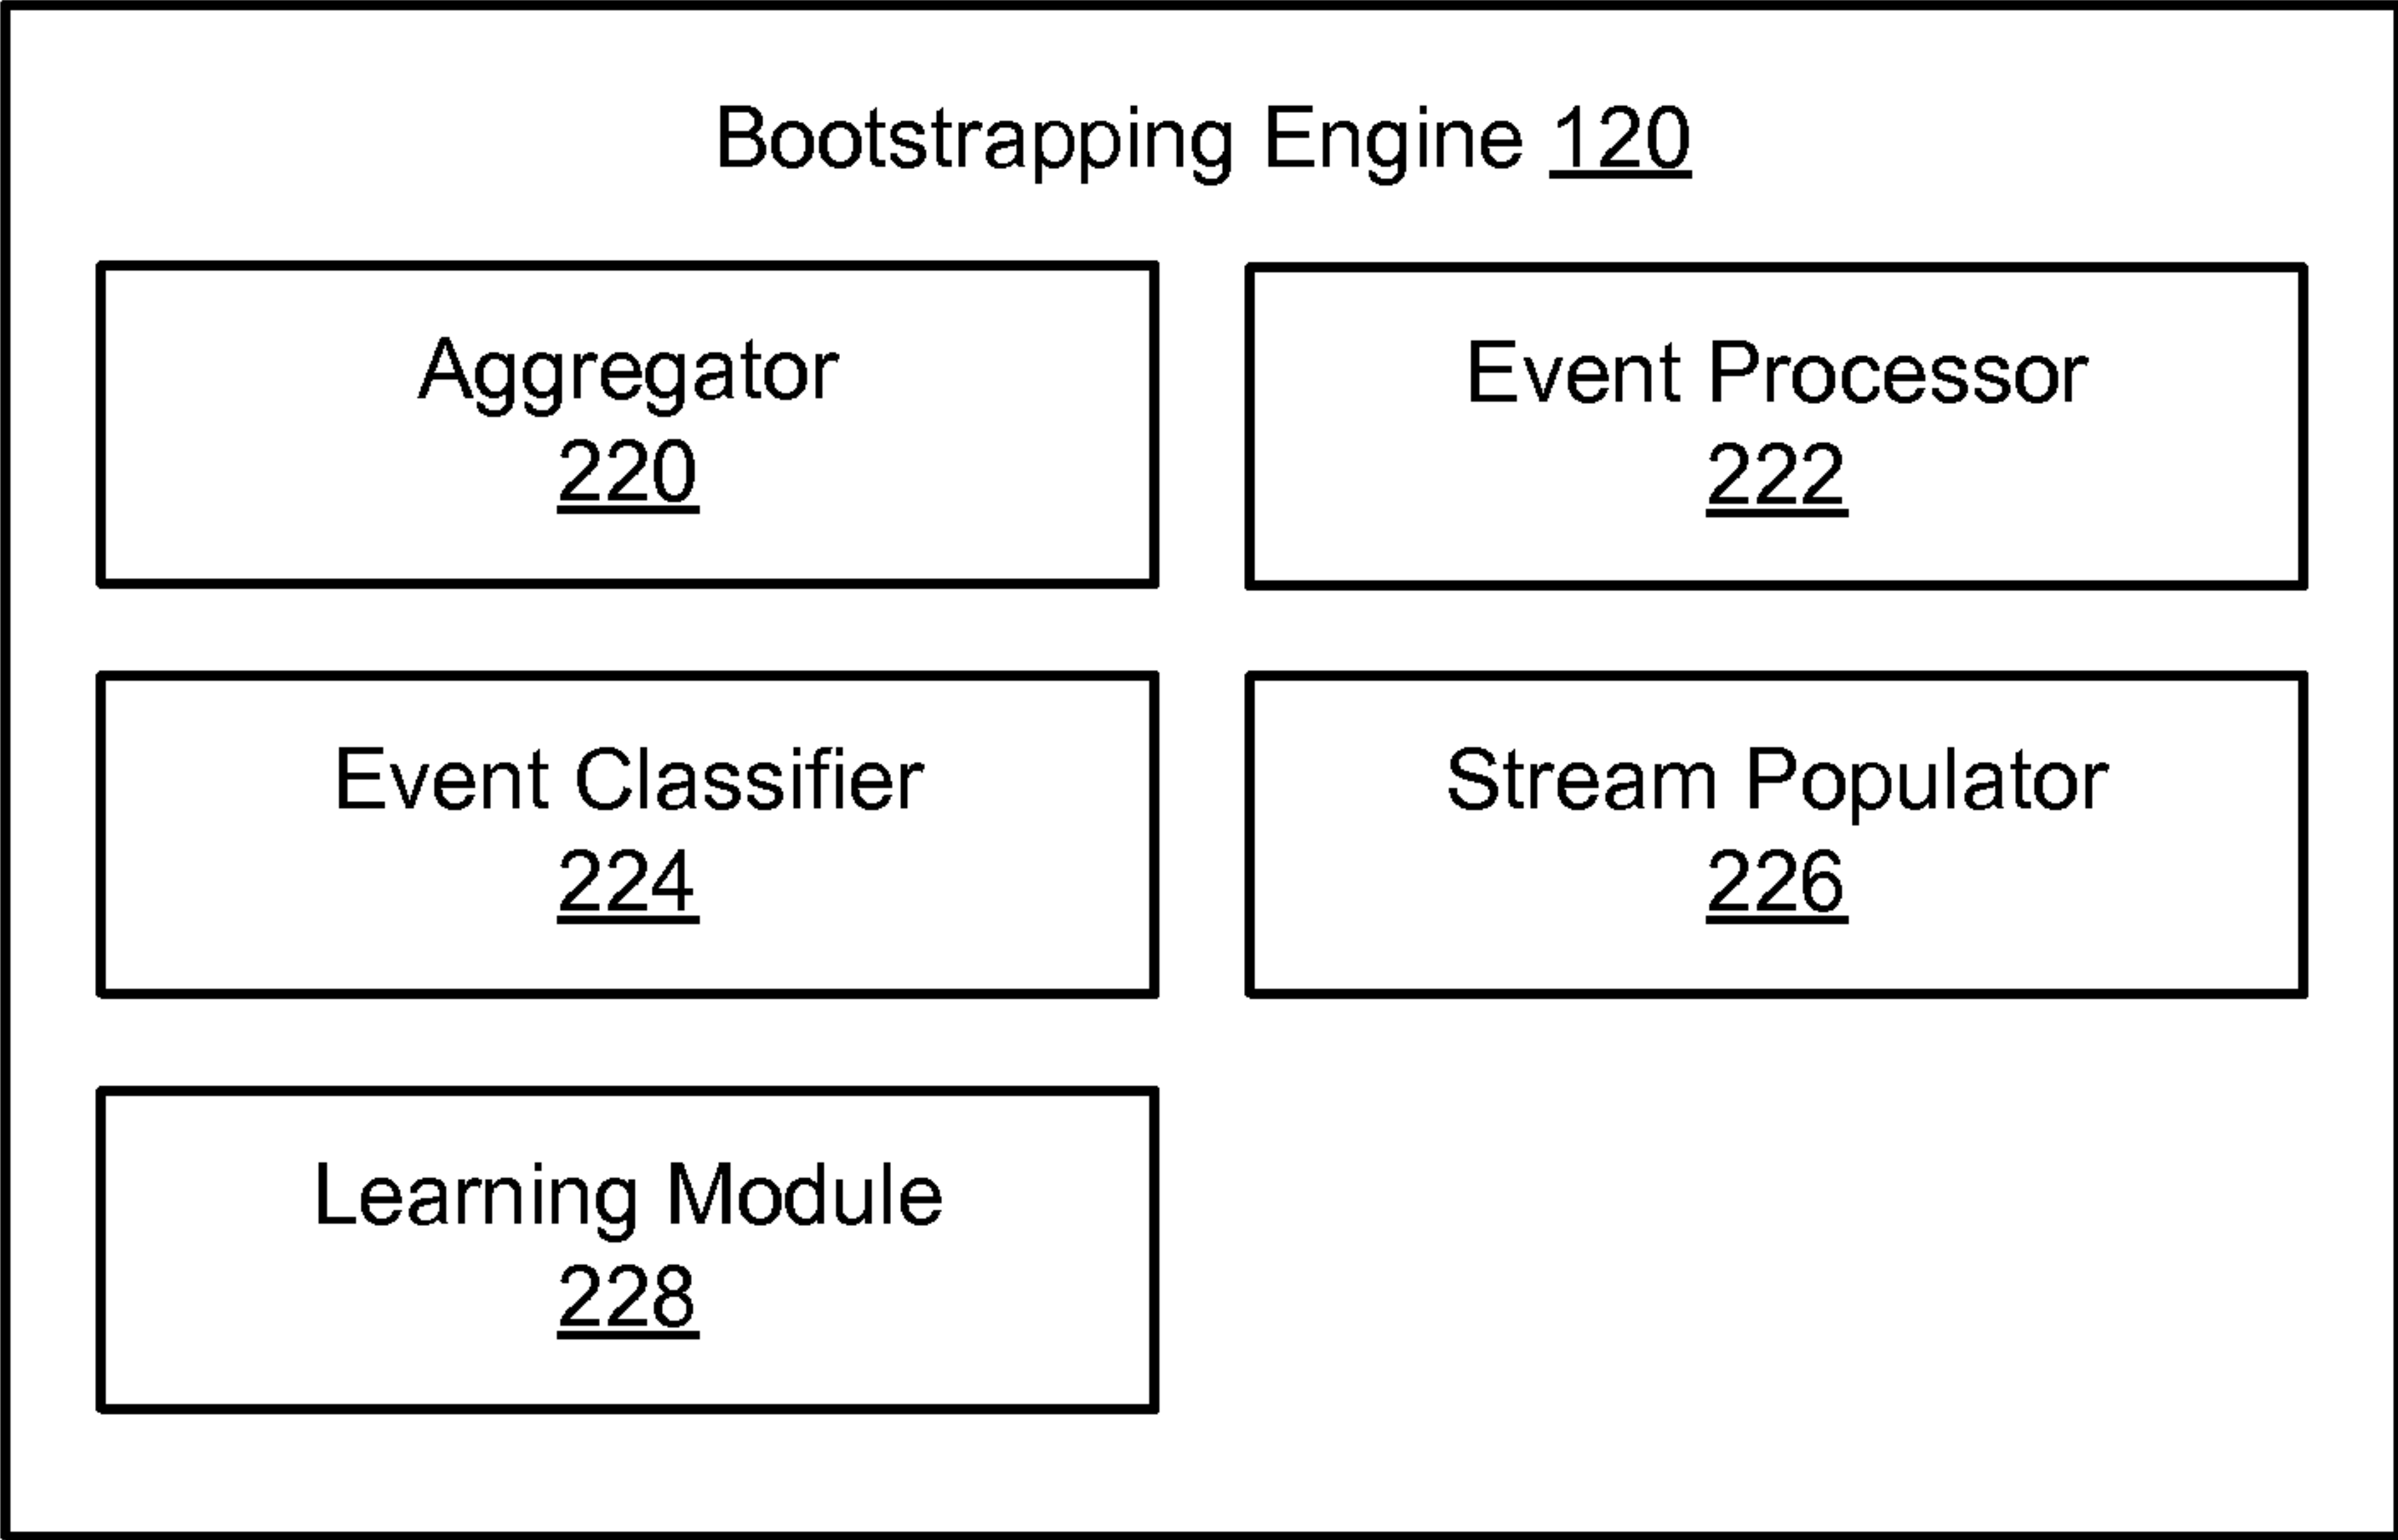 Bootstrapping Engine 120
Aggregator
220
Event Processor
222
Event Classifier
224
Stream Populator
226
Learning Module
228